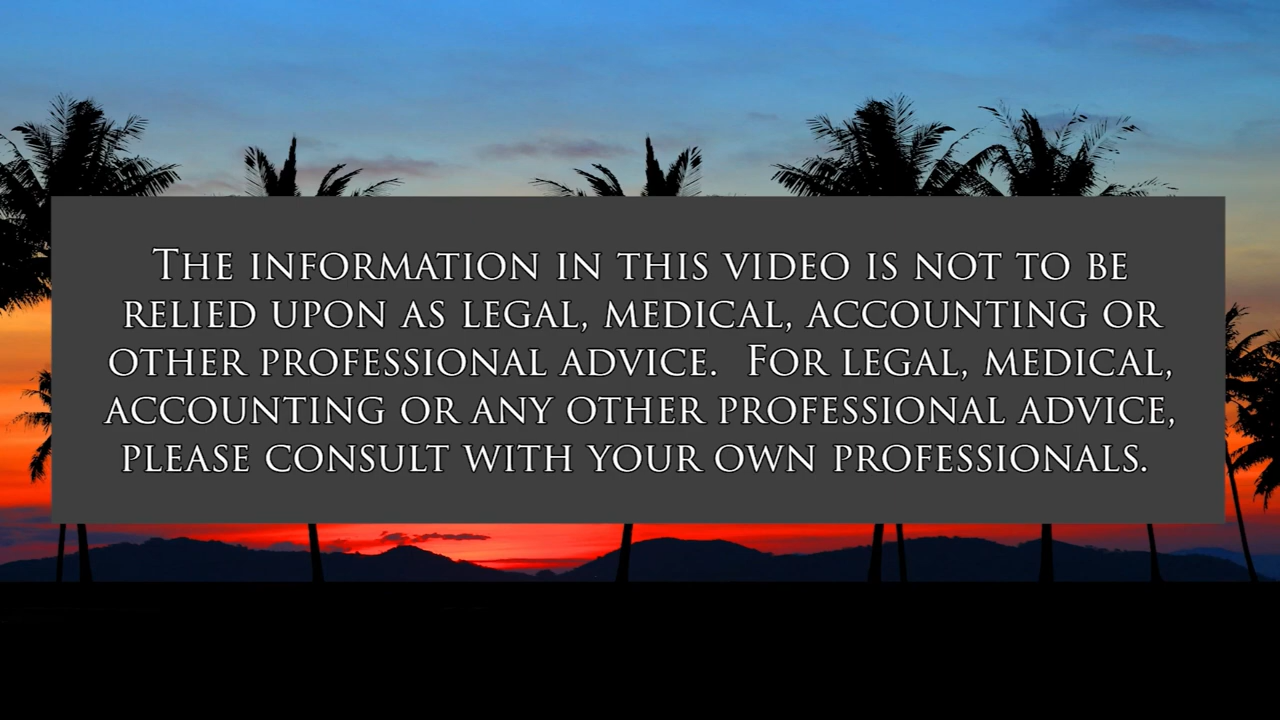 The information in this video is not to be
relied upon as legal, medical, accounting or
other professional advice.  For legal, medical,
accounting or any other professional advice,
please consult with your own professionals.